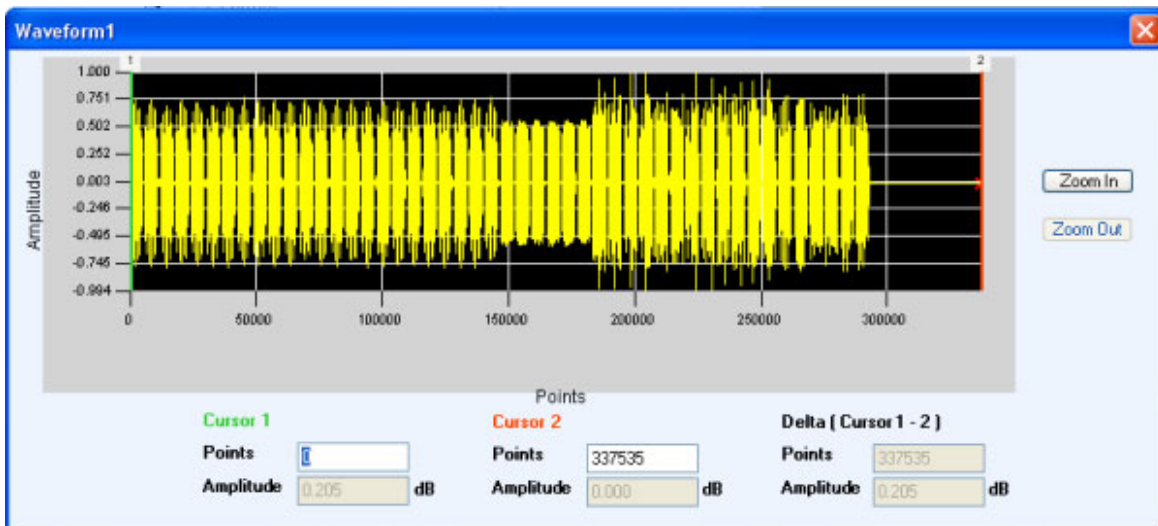 Waveform1
1 2
1.000
0.751
0.502
0.252
0.003
-0.246
-0.495
-0.745
-0.994
Amplitude
0 50000 100000 150000 200000 250000 300000
Points
Zoom In
Zoom Out
Cursor 1 Cursor 2 Delta ( Cursor 1 - 2 )
Points 0 Points 337535 Points 337535
Amplitude 0.205 dB Amplitude 0.000 dB Amplitude 0.205 dB